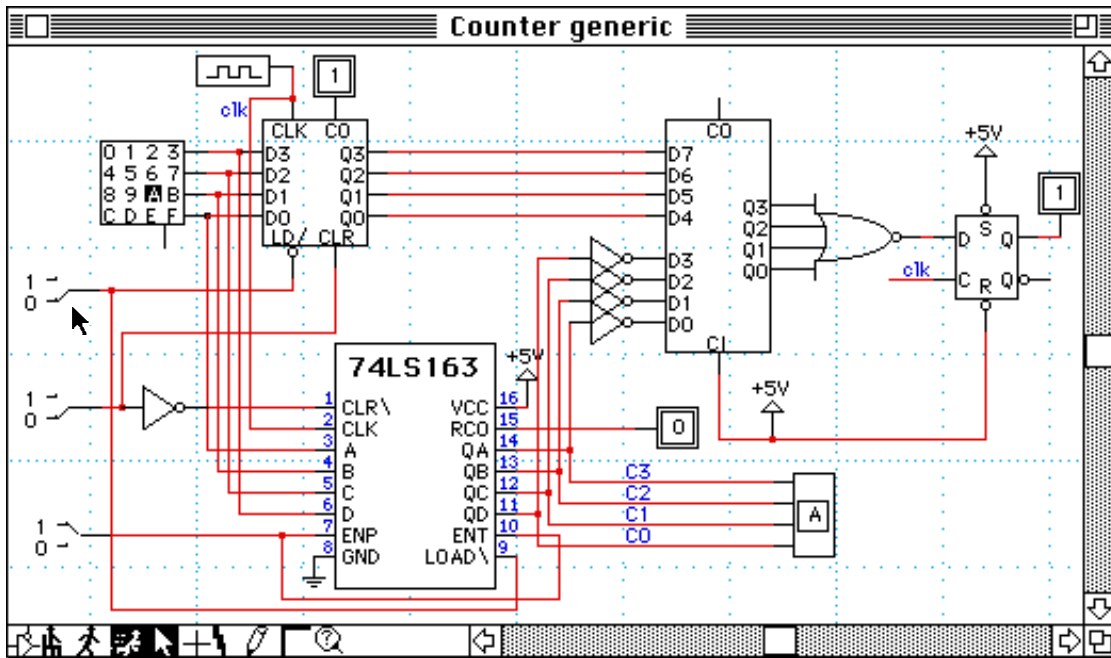 Counter generic
1
clk
CLK CO
CO
+5V
0 1 2 3
4 5 6 7
8 9 A B
C D E F
D3
D2
D1
D0
Q3
Q2
Q1
Q0
LD/ CLR
D7
D6
D5
D4
D3
D2
D1
D0
Q3
Q2
Q1
Q0
CI
1
S
D Q
clk
C R Q
1
0
1
0
1
0
74LS163
+5V
+5V
1 CLR\
2 CLK
3 A
4 B
5 C
6 D
7 ENP
8 GND
VCC 16
RCO 15
QA 14
QB 13
QC 12
QD 11
ENT 10
LOAD\ 9
0
C3
C2
C1
C0
A